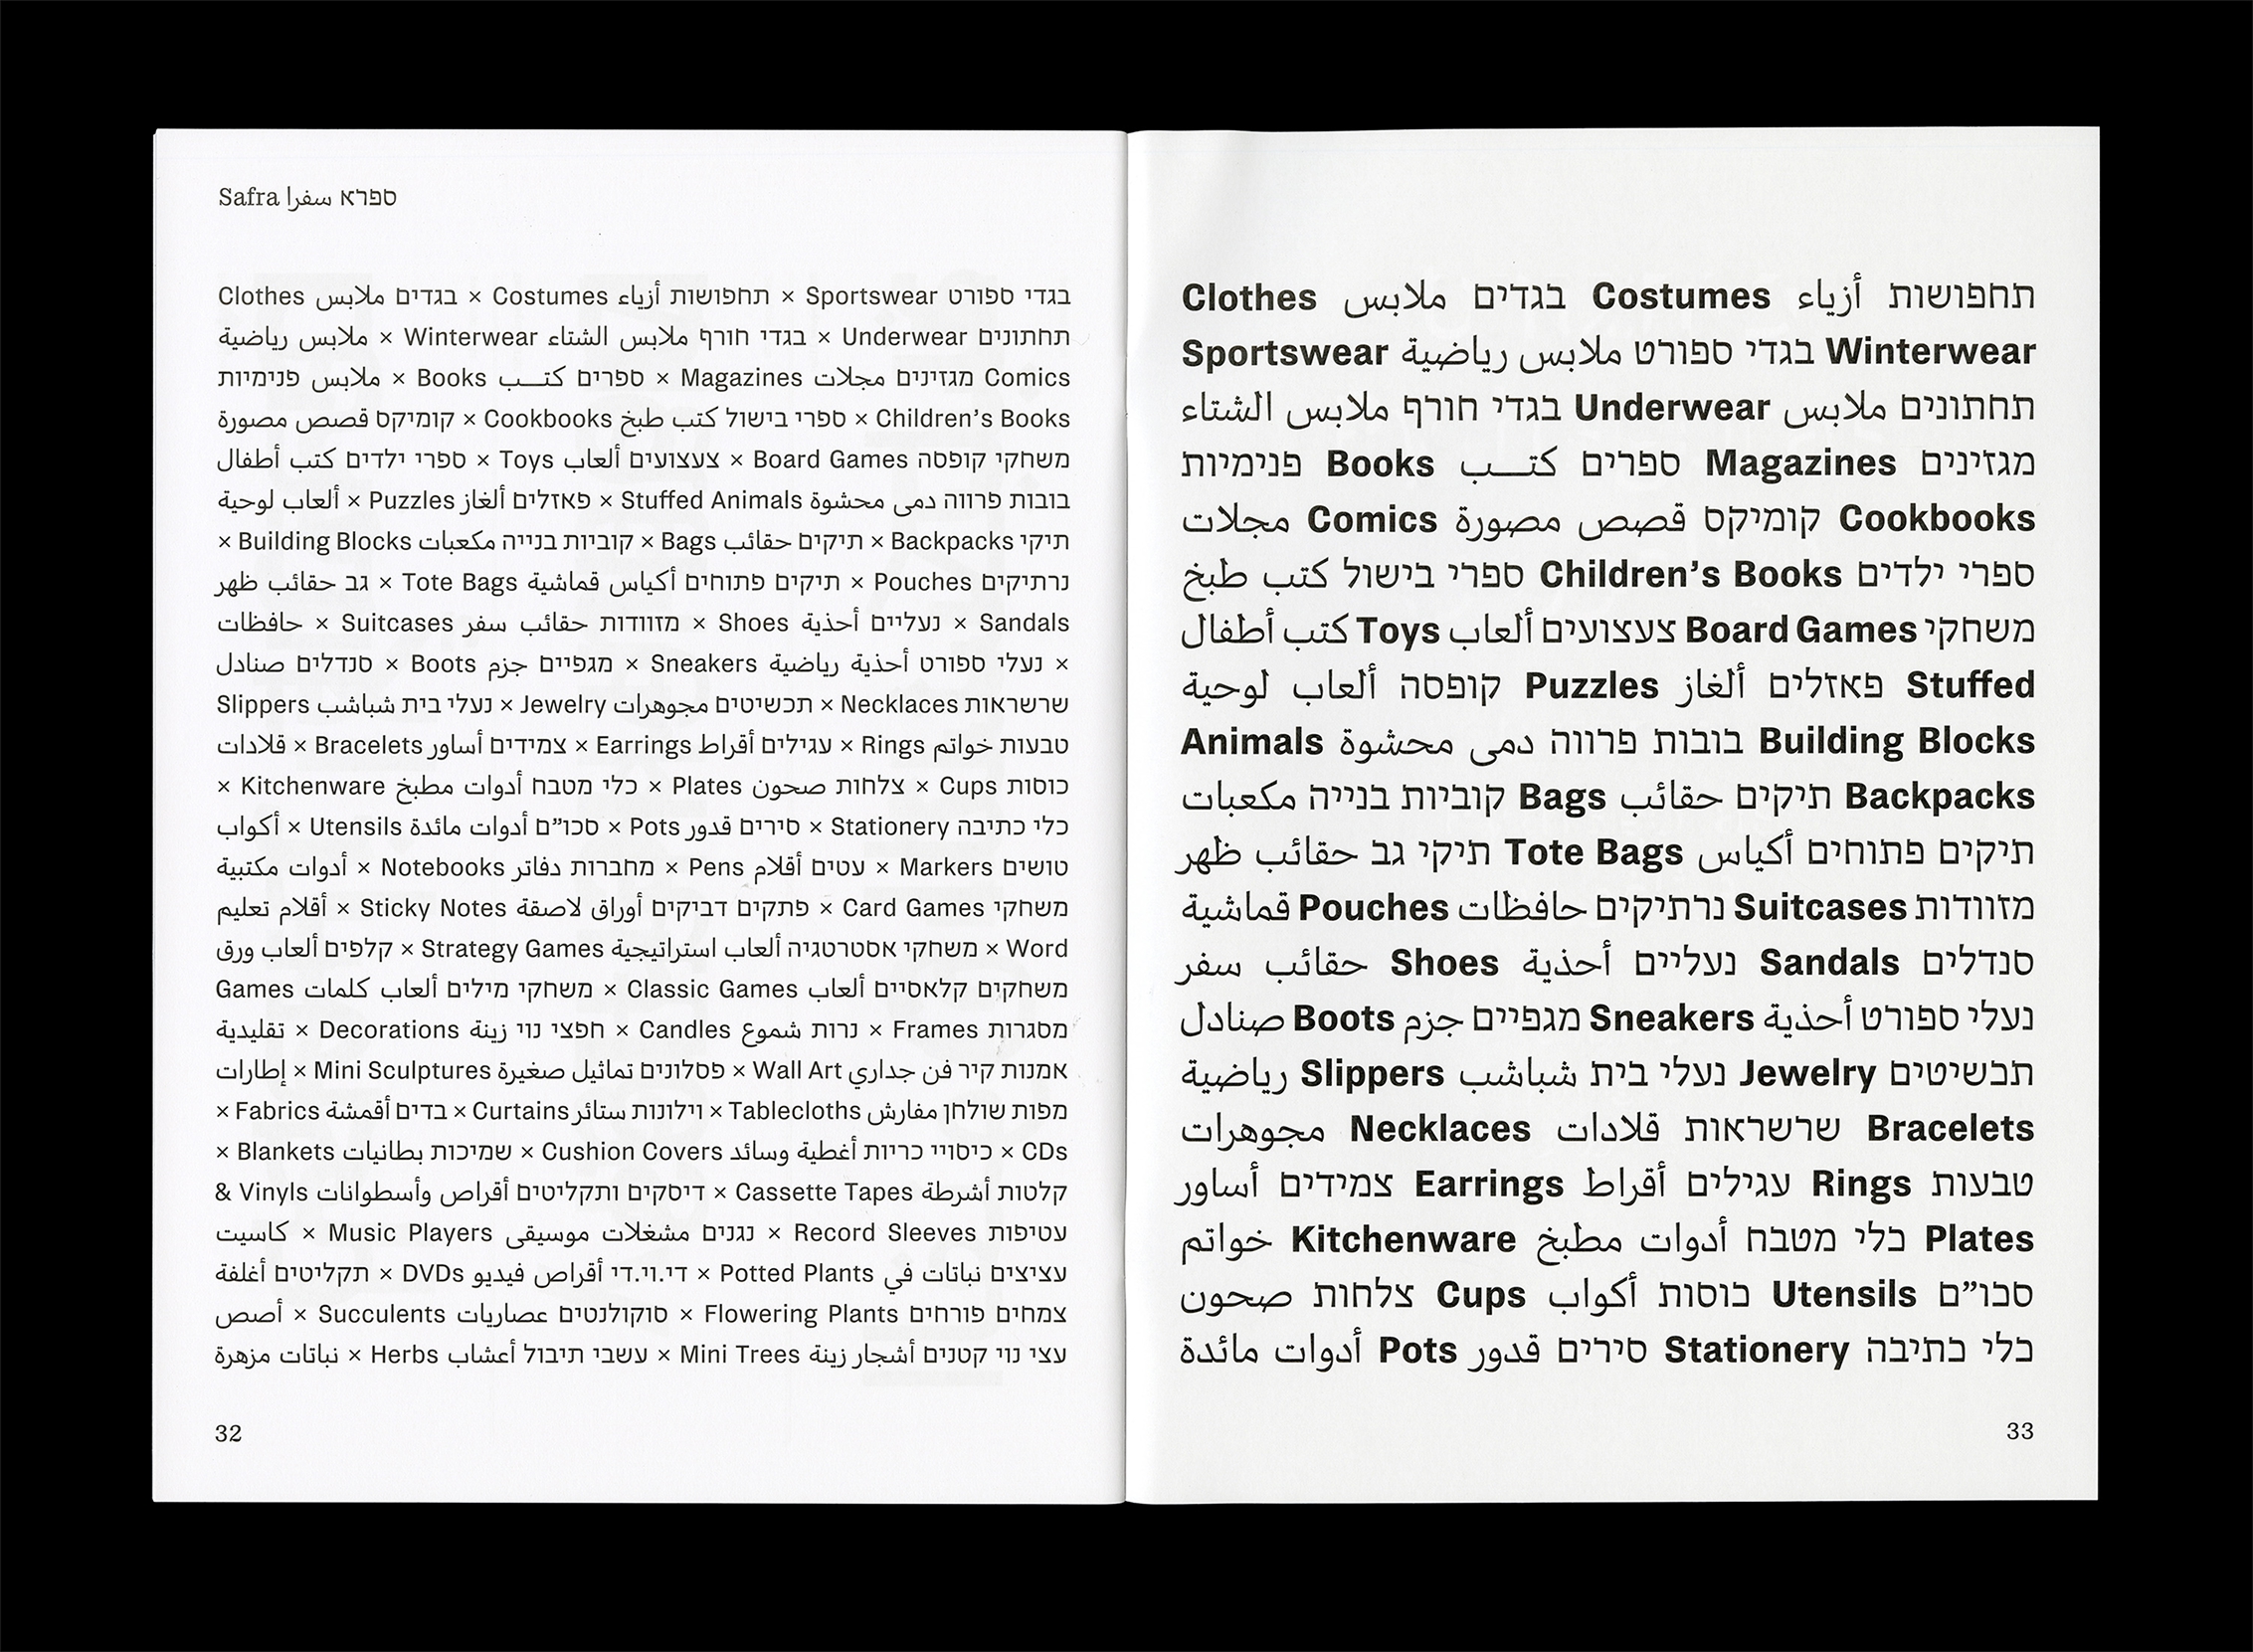 Safra ספרא سفرا
Clothes בגדים ملابس × Costumes תחפושות أزياء × Sportswear בגדי ספורט
ملابس رياضية × Winterwear בגדי חורף ملابس الشتاء × Underwear תחתונים
ملابس פנימיות × Books ספרים كتـــب × Magazines מגזינים مجلات × Comics
קומיקס قصص مصورة × Cookbooks ספרי בישול كتب طبخ × Children’s Books
ספרי ילדים كتب أطفال × Toys צעצועים ألعاب × Board Games משחקי קופסה
ألعاب لوحية × Puzzles פאזלים ألغاز × Stuffed Animals בובות פרווה دمى محشوة
× Building Blocks קוביות בנייה مكعبات × Bags תיקים حقائب × Backpacks תיקי
גב حقائب ظهر × Tote Bags תיקים פתוחים أكياس قماشية × Pouches נרתיקים
حافظات × Suitcases מזוודות حقائب سفر × Shoes נעליים أحذية × Sandals
סנדלים صنادل × Boots מגפיים جزم × Sneakers נעלי ספורט أحذية رياضية ×
Slippers נעלי בית شباشب × Jewelry תכשיטים مجوهرات × Necklaces שרשראות
قلادات × Bracelets צמידים أساور × Earrings עגילים أقراط × Rings טבעות خواتم
× Kitchenware כלי מטבח أدوات مطبخ × Plates צלחות صحون × Cups כוסות
أكواب × Utensils סכו”ם أدوات مائدة × Pots סירים قدور × Stationery כלי כתיבה
أدوات مكتبية × Notebooks מחברות دفاتر × Pens עטים أقلام × Markers טושים
أقلام تعليم × Sticky Notes פתקים דביקים أوراق لاصقة × Card Games משחקי
קלפים ألعاب ورق × Strategy Games משחקי אסטרטגיה ألعاب استراتيجية × Word
Games משחקי מילים ألعاب كلمات × Classic Games משחקים קלאסיים ألعاب
تقليدية × Decorations חפצי נוי زينة × Candles נרות شموع × Frames מסגרות
إطارات × Mini Sculptures פסלונים تماثيل صغيرة × Wall Art אמנות קיר فن جداري
× Fabrics בדים أقمشة × Curtains וילונות ستائر × Tablecloths מפות שולחן مفارش
× Blankets שמיכות بطانيات × Cushion Covers כיסויי כריות أغطية وسائد × CDs
& Vinyls דיסקים ותקליטים أقراص وأسطوانات × Cassette Tapes קלטות أشرطة
كاسيت × Music Players נגנים مشغلات موسيقى × Record Sleeves עטיפות
תקליטים أغلفة × DVDs די.וי.די أقراص فيديو × Potted Plants עציצים نباتات في
أصص × Succulents סוקולנטים عصاريات × Flowering Plants צמחים פורחים
نباتات مزهرة × Herbs עשבי תיבול أعشاب × Mini Trees עצי נוי קטנים أشجار زينة
32
Clothes בגדים ملابس Costumes תחפושות أزياء
Sportswear בגדי ספורט ملابس رياضية Winterwear
בגדי חורף ملابس الشتاء Underwear תחתונים ملابس
פנימיות Books ספרים كتـــب Magazines מגזינים
مجلات Comics קומיקס قصص مصورة Cookbooks
ספרי בישול كتب طبخ Children’s Books ספרי ילדים
كتب أطفال Toys צעצועים ألعاب Board Games משחקי
קופסה ألعاب لوحية Puzzles פאזלים ألغاز Stuffed
Animals בובות פרווה دمى محشوة Building Blocks
קוביות בנייה مكعبات Bags תיקים حقائب Backpacks
תיקי גב حقائب ظهر Tote Bags תיקים פתוחים أكياس
قماشية Pouches נרתיקים حافظات Suitcases מזוודות
حقائب سفر Shoes נעליים أحذية Sandals סנדלים
صنادل Boots מגפיים جزم Sneakers נעלי ספורט أحذية
رياضية Slippers נעלי בית شباشب Jewelry תכשיטים
مجوهرات Necklaces שרשראות قلادات Bracelets
צמידים أساور Earrings עגילים أقراط Rings טבעות
خواتم Kitchenware כלי מטבח أدوات مطبخ Plates
צלחות صحون Cups כוסות أكواب Utensils סכו”ם
أدوات مائدة Pots סירים قدور Stationery כלי כתיבה
33